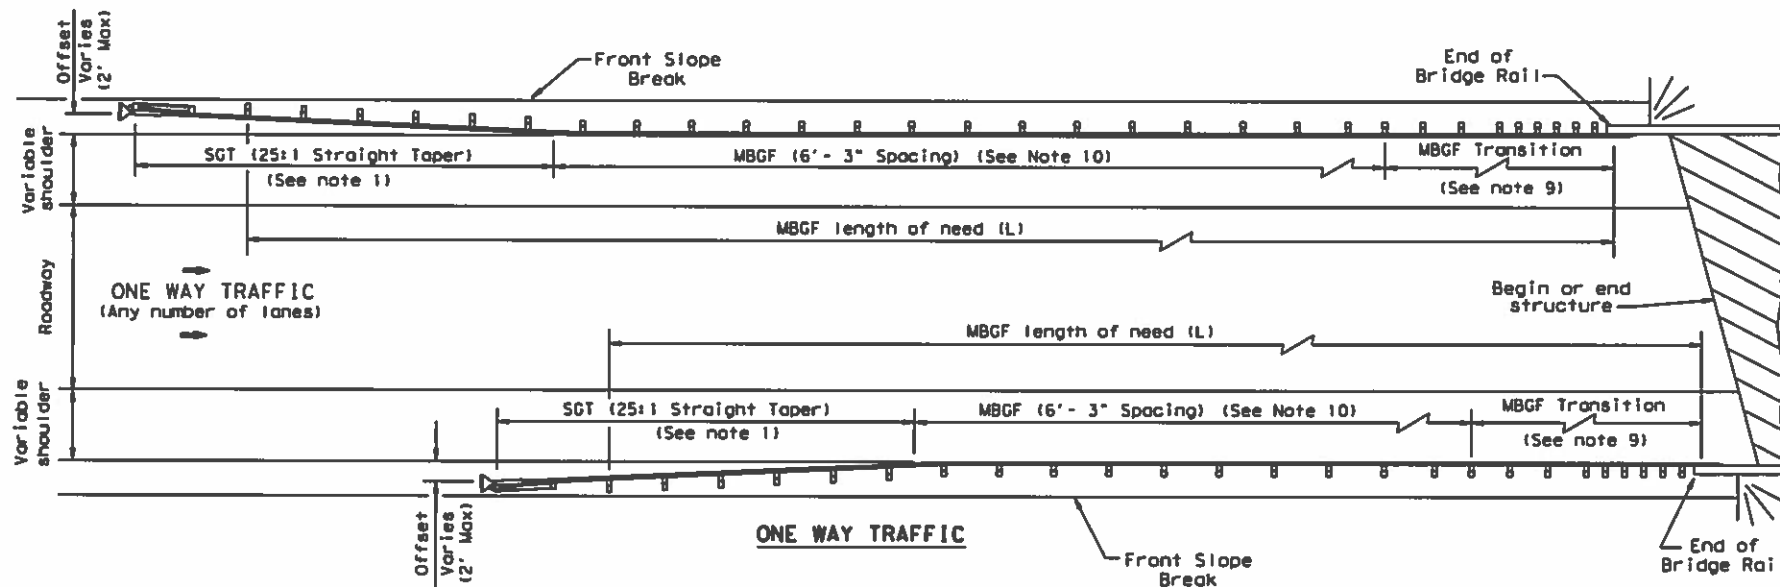 Offset
Varies
(2' Max)
Front Slope
Break
End of
Bridge Rail
Variable
shoulder
SGT (25:1 Straight Taper)
(See note 1)
MBGF (6'- 3" Spacing) (See Note 10)
MBGF Transition
(See note 9)
MBGF length of need (L)
Roadway
ONE WAY TRAFFIC
(Any number of lanes)
Begin or end
structure
MBGF length of need (L)
Variable
shoulder
SGT (25:1 Straight Taper)
(See note 1)
MBGF (6'- 3" Spacing) (See Note 10)
MBGF Transition
(See note 9)
Offset
Varies
(2' Max)
ONE WAY TRAFFIC
Front Slope
Break
End of
Bridge Rai